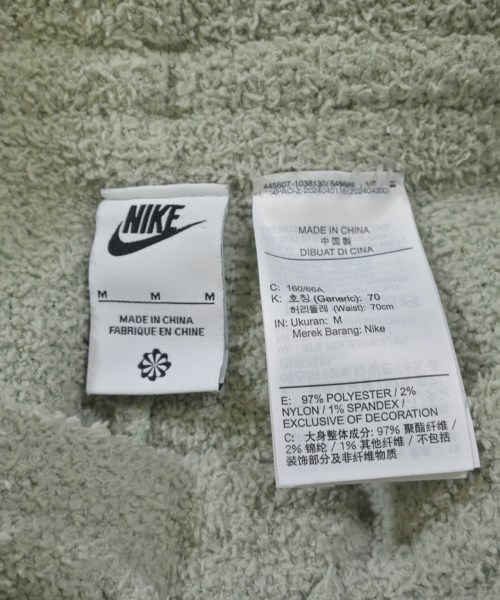 NIKE
M M M
MADE IN CHINA
FABRIQUE EN CHINE
MADE IN CHINA
中国製
DIBUAT DI CINA
C: 160/66A
K: 호칭 (Generic): 70
허리둘레 (Waist): 70cm
IN: Ukuran: M
Merek Barang: Nike
E: 97% POLYESTER / 2%
NYLON / 1% SPANDEX /
EXCLUSIVE OF DECORATION
C: 大身整体成分: 97% 聚酯纤维 /
2% 锦纶 / 1% 其他纤维 / 不包括
装饰部分及非纤维物质